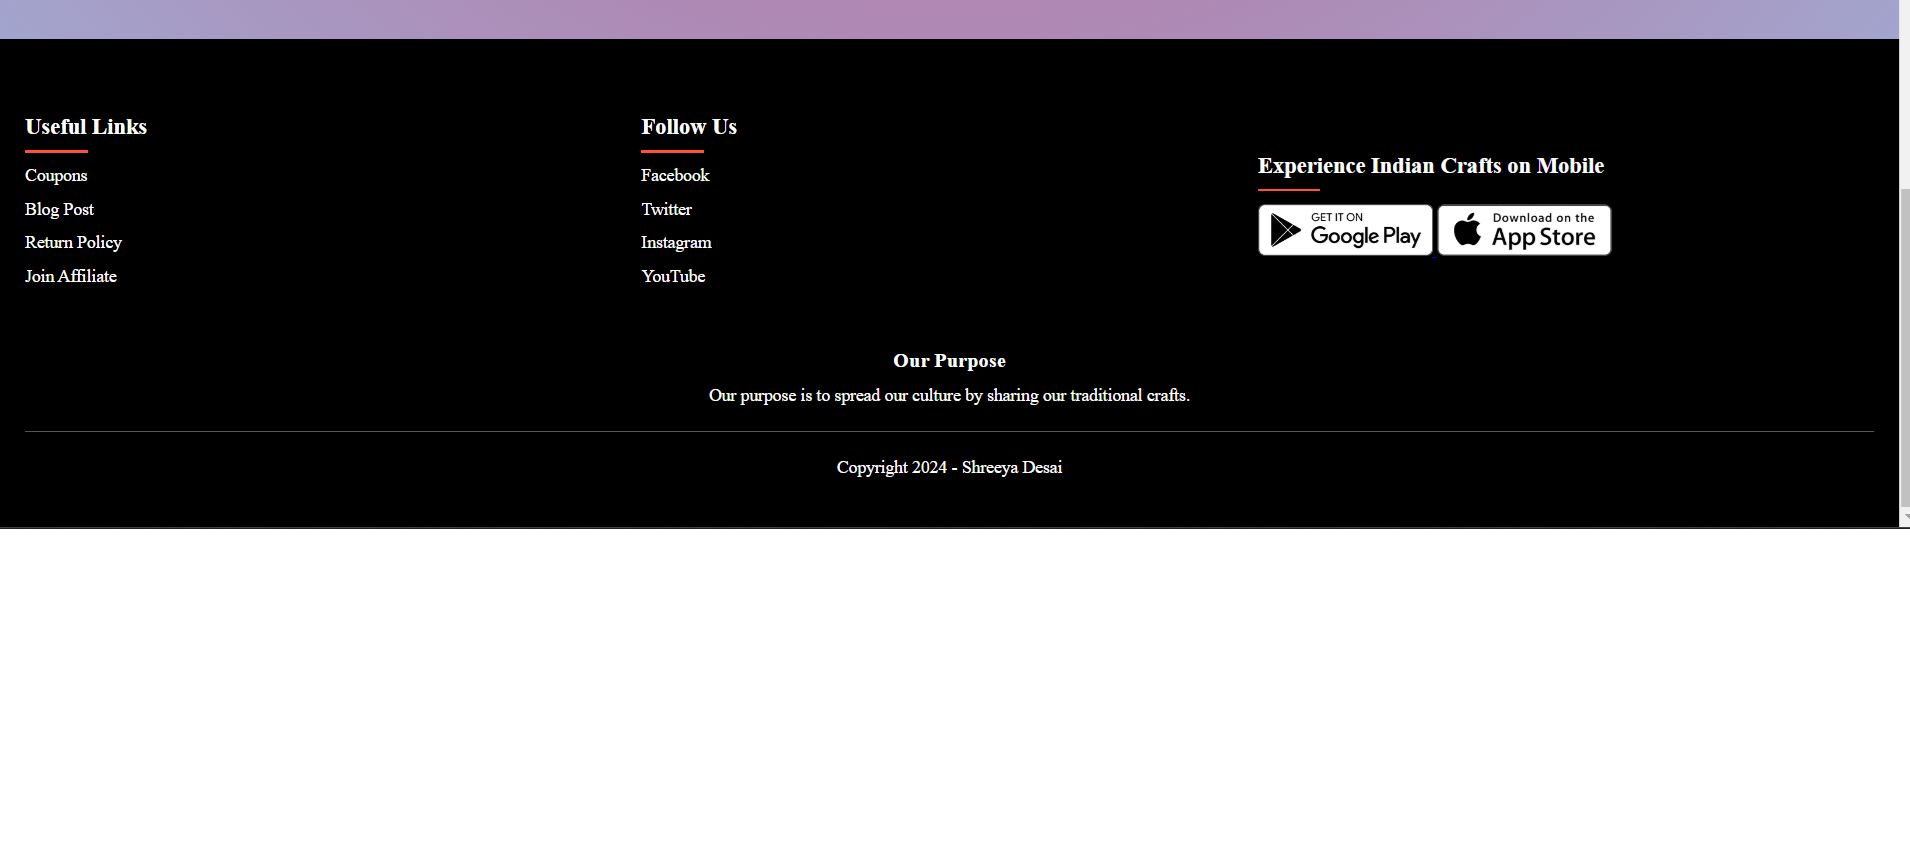 Useful Links
Coupons
Blog Post
Return Policy
Join Affiliate
Follow Us
Facebook
Twitter
Instagram
YouTube
Experience Indian Crafts on Mobile
GET IT ON
Google Play
Download on the
App Store
Our Purpose
Our purpose is to spread our culture by sharing our traditional crafts.
Copyright 2024 - Shreeya Desai